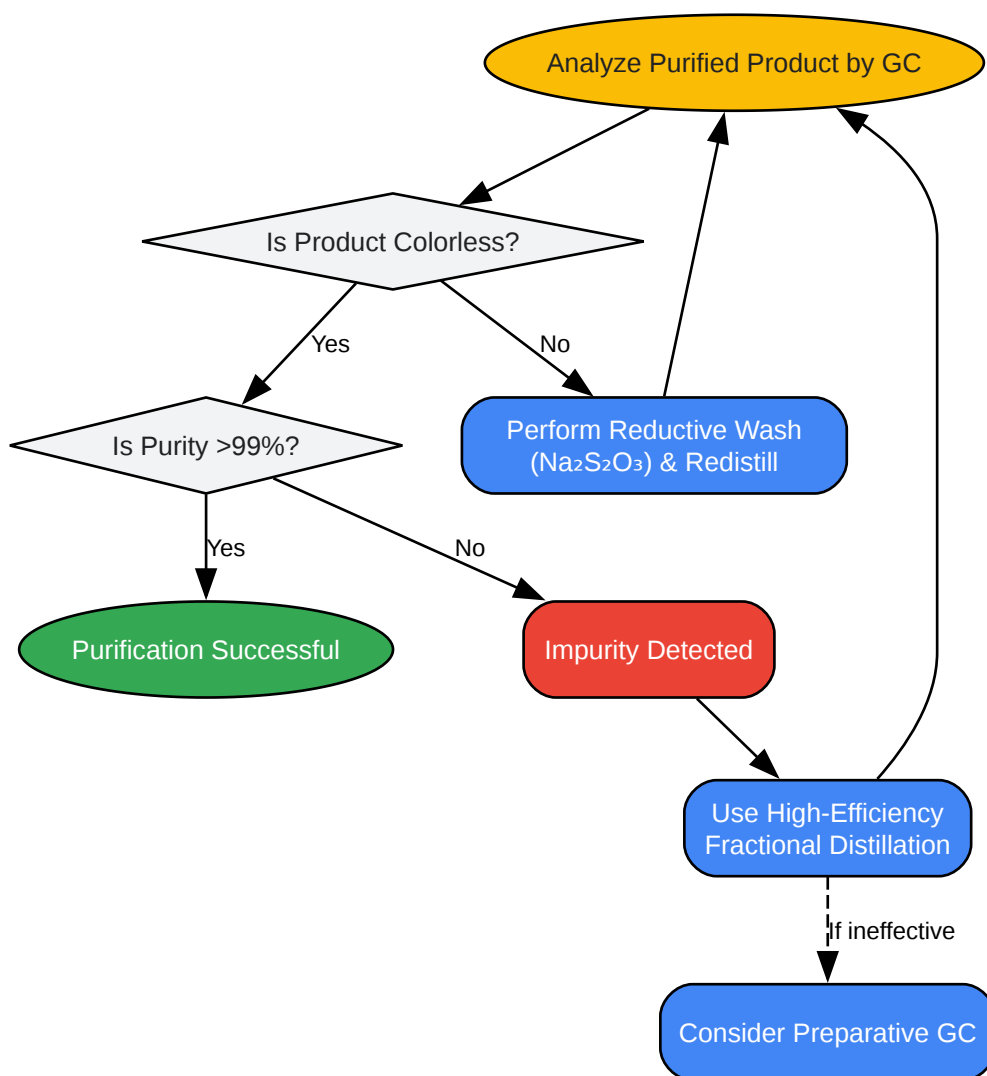 Analyze Purified Product by GC
Is Product Colorless?
Yes
No
Is Purity >99%?
Perform Reductive Wash
(Na₂S₂O₃) & Redistill
Yes
No
Purification Successful
Impurity Detected
Use High-Efficiency
Fractional Distillation
If ineffective
Consider Preparative GC